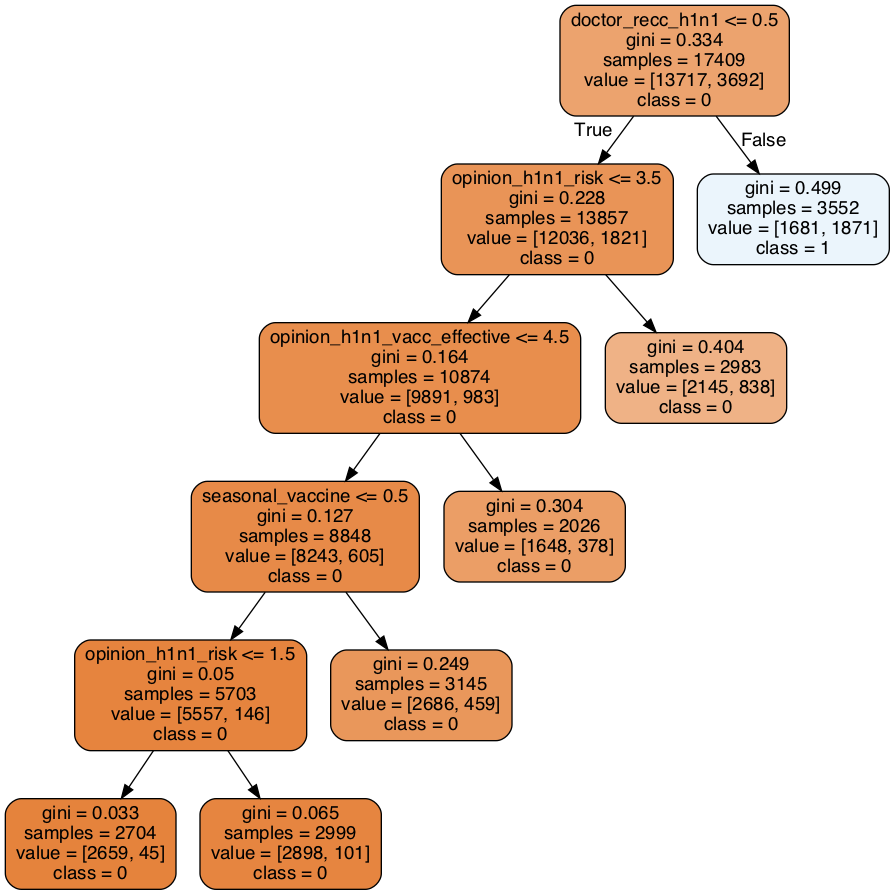 doctor_recc_h1n1 <= 0.5
gini = 0.334
samples = 17409
value = [13717, 3692]
class = 0
True
False
opinion_h1n1_risk <= 3.5
gini = 0.228
samples = 13857
value = [12036, 1821]
class = 0
gini = 0.499
samples = 3552
value = [1681, 1871]
class = 1
opinion_h1n1_vacc_effective <= 4.5
gini = 0.164
samples = 10874
value = [9891, 983]
class = 0
gini = 0.404
samples = 2983
value = [2145, 838]
class = 0
seasonal_vaccine <= 0.5
gini = 0.127
samples = 8848
value = [8243, 605]
class = 0
gini = 0.304
samples = 2026
value = [1648, 378]
class = 0
opinion_h1n1_risk <= 1.5
gini = 0.05
samples = 5703
value = [5557, 146]
class = 0
gini = 0.249
samples = 3145
value = [2686, 459]
class = 0
gini = 0.033
samples = 2704
value = [2659, 45]
class = 0
gini = 0.065
samples = 2999
value = [2898, 101]
class = 0